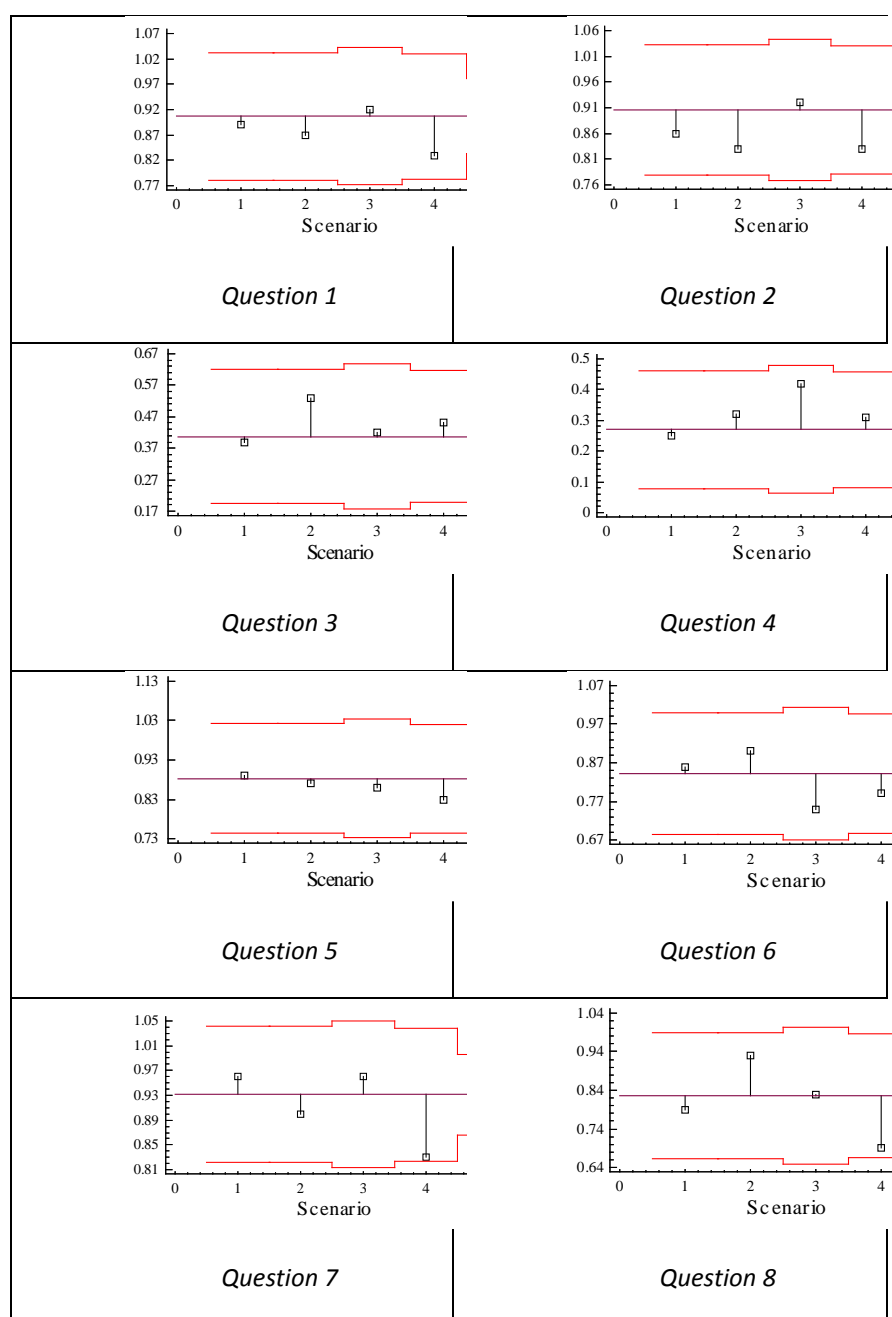 1.07
1.02
0.97
0.92
0.87
0.82
0.77
0 1 2 3 4
Scenario
Question 1
1.06
1.01
0.96
0.91
0.86
0.81
0.76
0 1 2 3 4
Scenario
Question 2
0.67
0.57
0.47
0.37
0.27
0.17
0 1 2 3 4
Scenario
Question 3
0.5
0.4
0.3
0.2
0.1
0
0 1 2 3 4
Scenario
Question 4
1.13
1.03
0.93
0.83
0.73
0 1 2 3 4
Scenario
Question 5
1.07
0.97
0.87
0.77
0.67
0 1 2 3 4
Scenario
Question 6
1.05
1.01
0.97
0.93
0.89
0.85
0.81
0 1 2 3 4
Scenario
Question 7
1.04
0.94
0.84
0.74
0.64
0 1 2 3 4
Scenario
Question 8